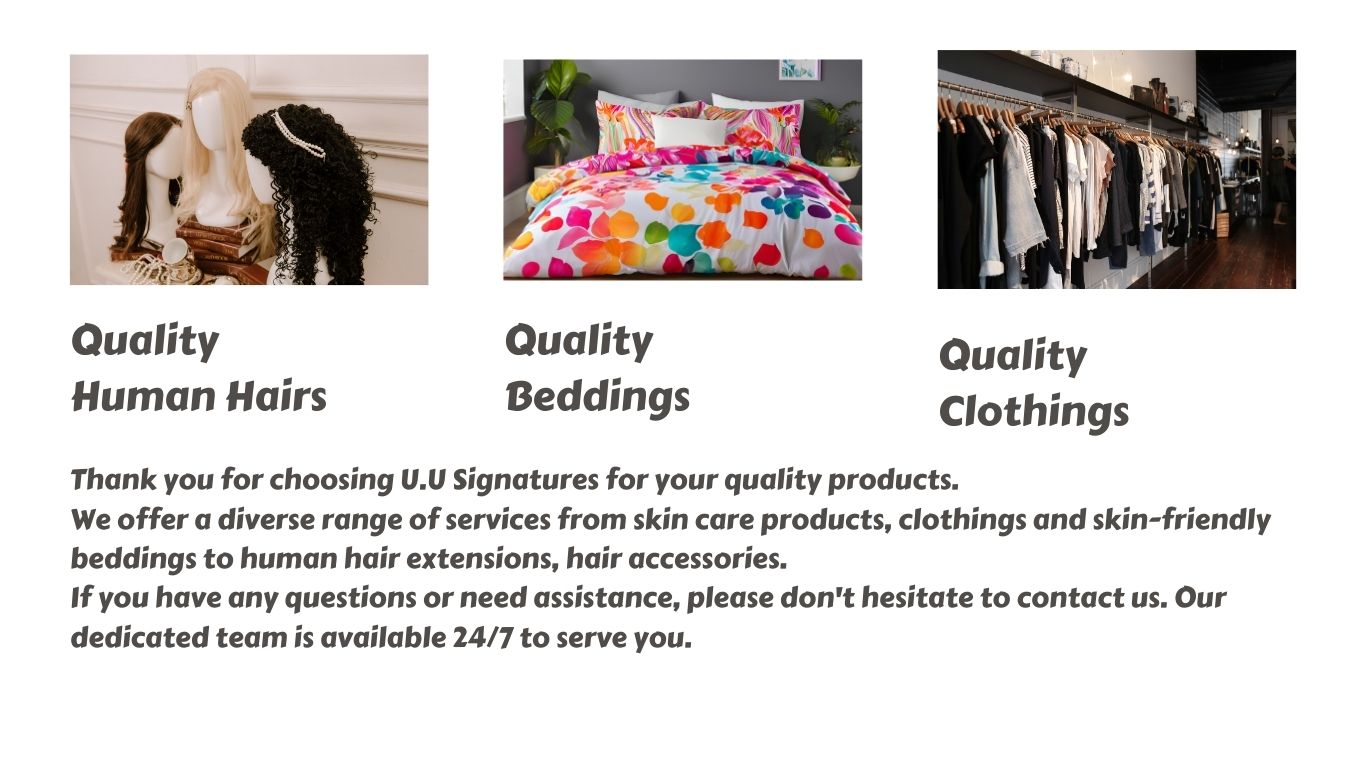 Quality
Human Hairs
Quality
Beddings
Quality
Clothings
Thank you for choosing U.U Signatures for your quality products.
We offer a diverse range of services from skin care products, clothings and skin-friendly
beddings to human hair extensions, hair accessories.
If you have any questions or need assistance, please don't hesitate to contact us. Our
dedicated team is available 24/7 to serve you.